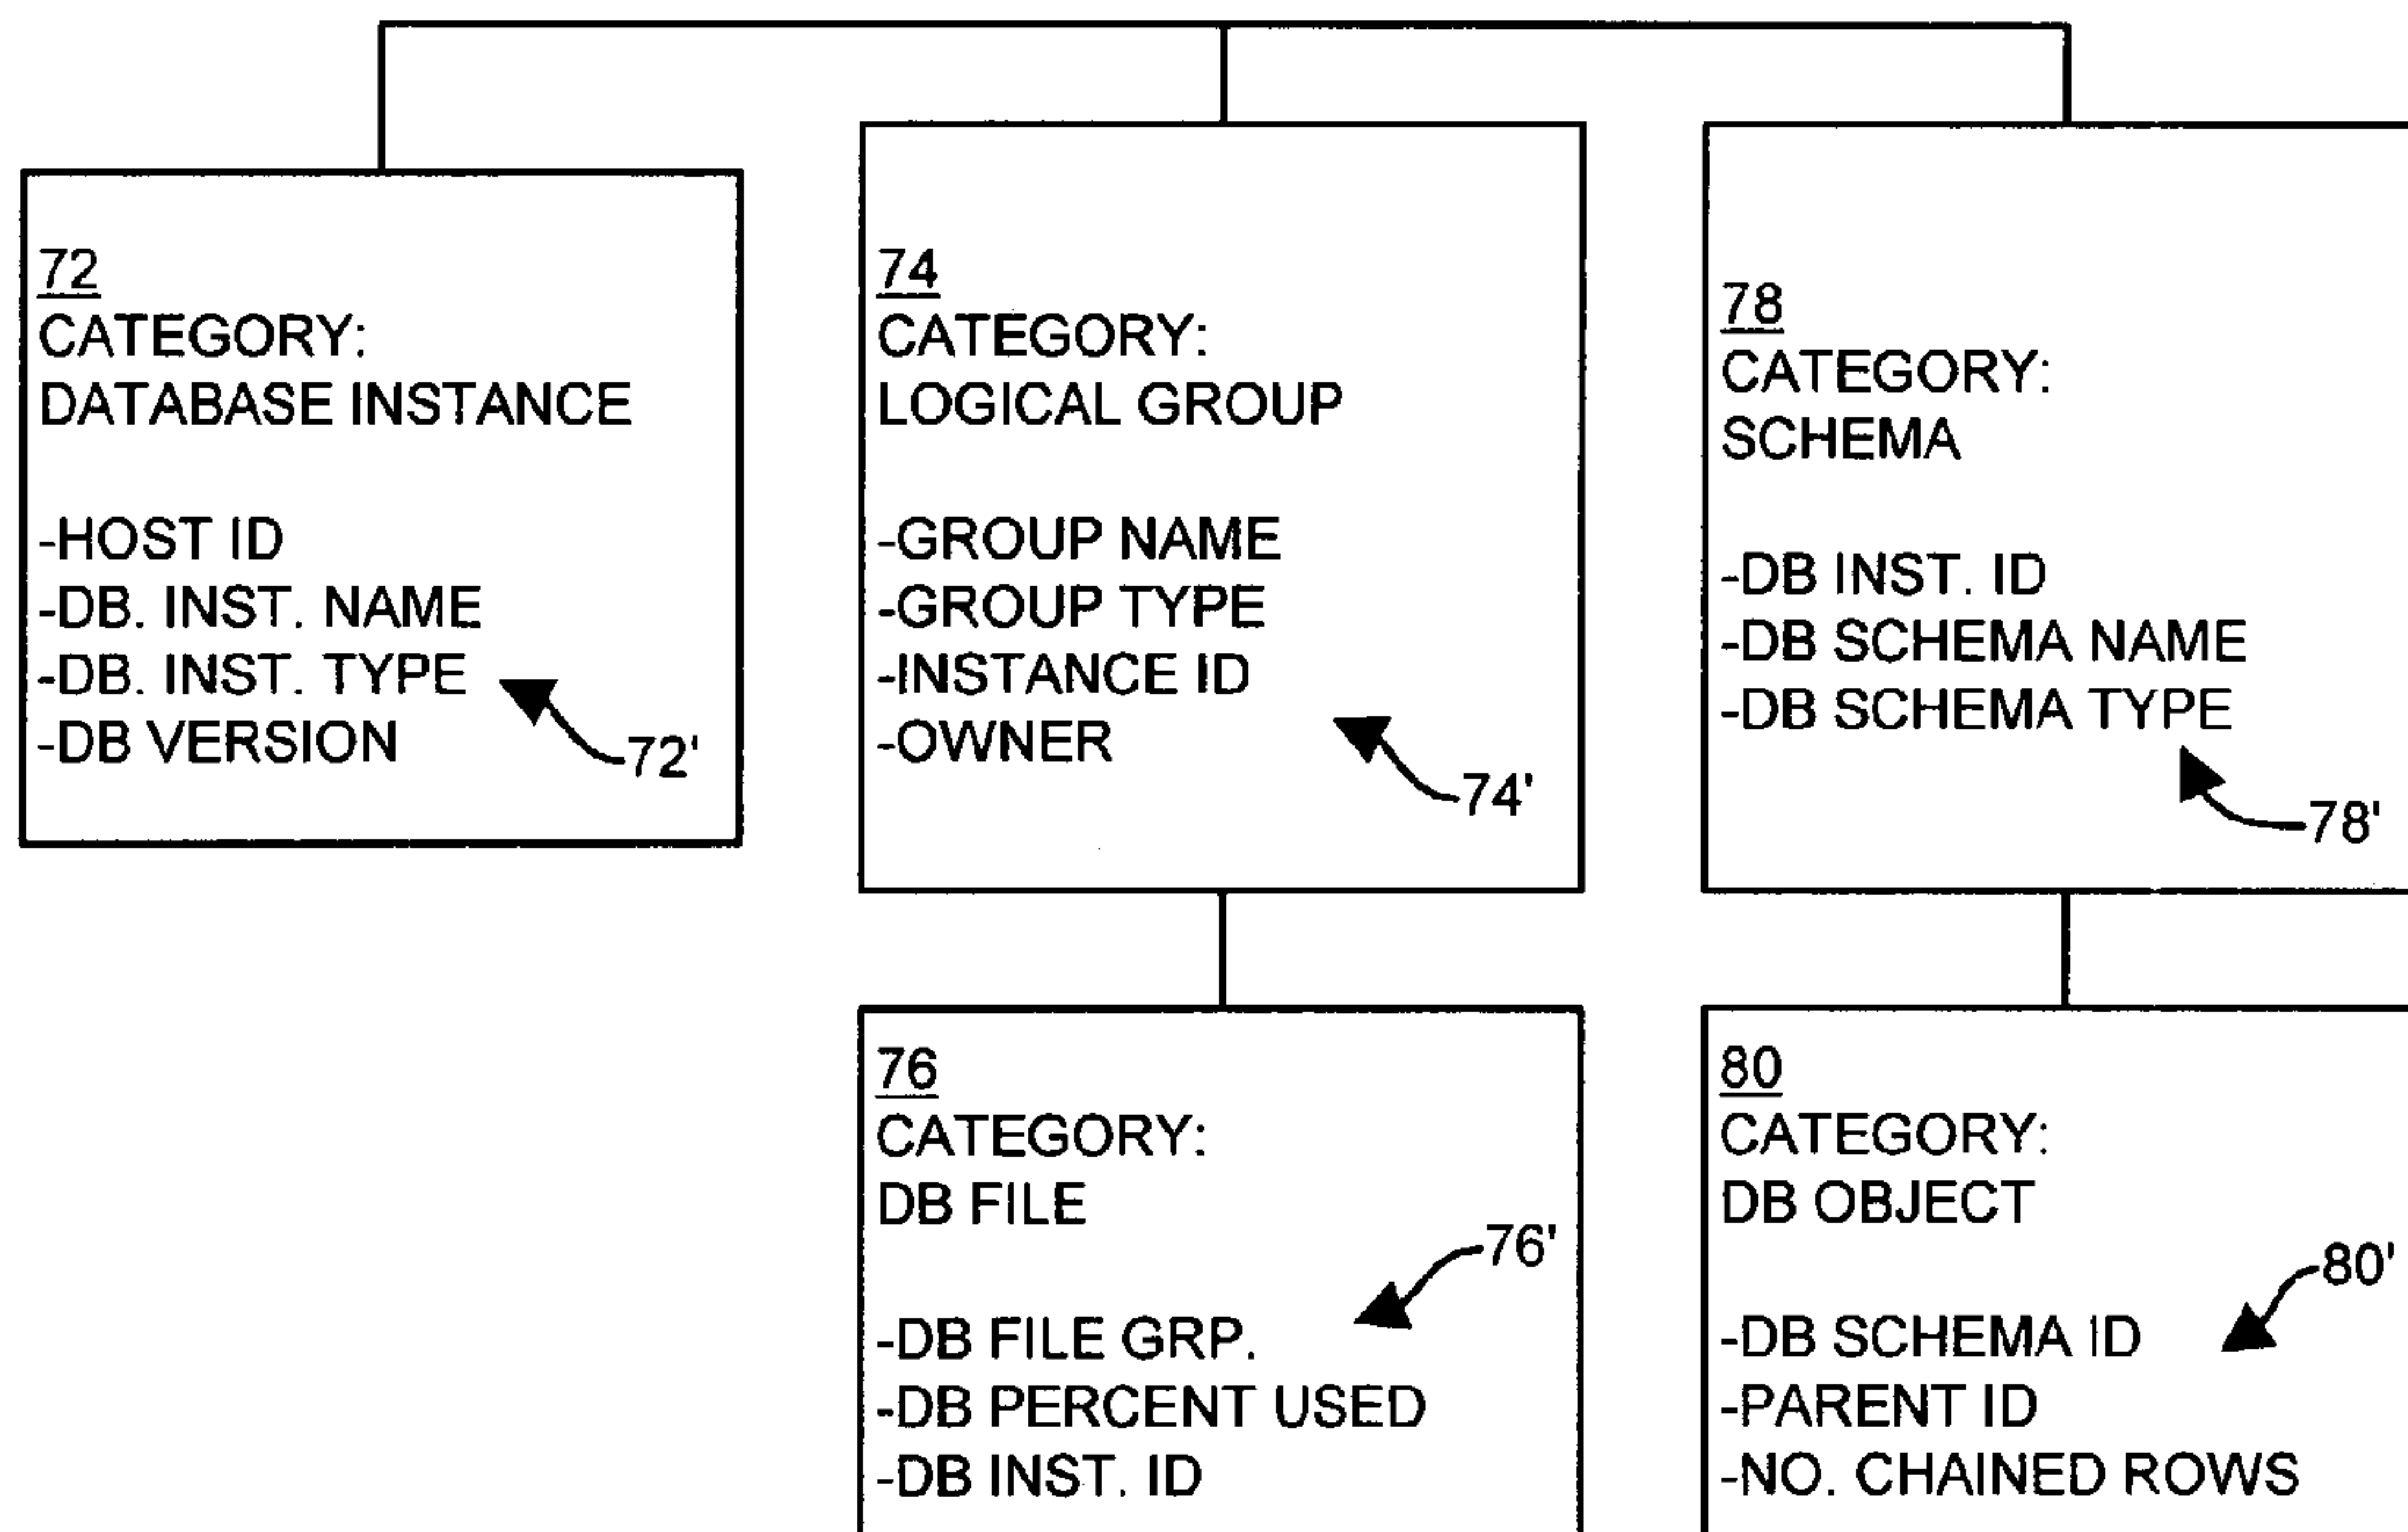 72
CATEGORY:
DATABASE INSTANCE
-HOST ID
-DB. INST. NAME
-DB. INST. TYPE
-DB VERSION
72'
74
CATEGORY:
LOGICAL GROUP
-GROUP NAME
-GROUP TYPE
-INSTANCE ID
-OWNER
74'
78
CATEGORY:
SCHEMA
-DB INST. ID
-DB SCHEMA NAME
-DB SCHEMA TYPE
78'
76
CATEGORY:
DB FILE
76'
-DB FILE GRP.
-DB PERCENT USED
-DB INST. ID
80
CATEGORY:
DB OBJECT
80'
-DB SCHEMA ID
-PARENT ID
-NO. CHAINED ROWS